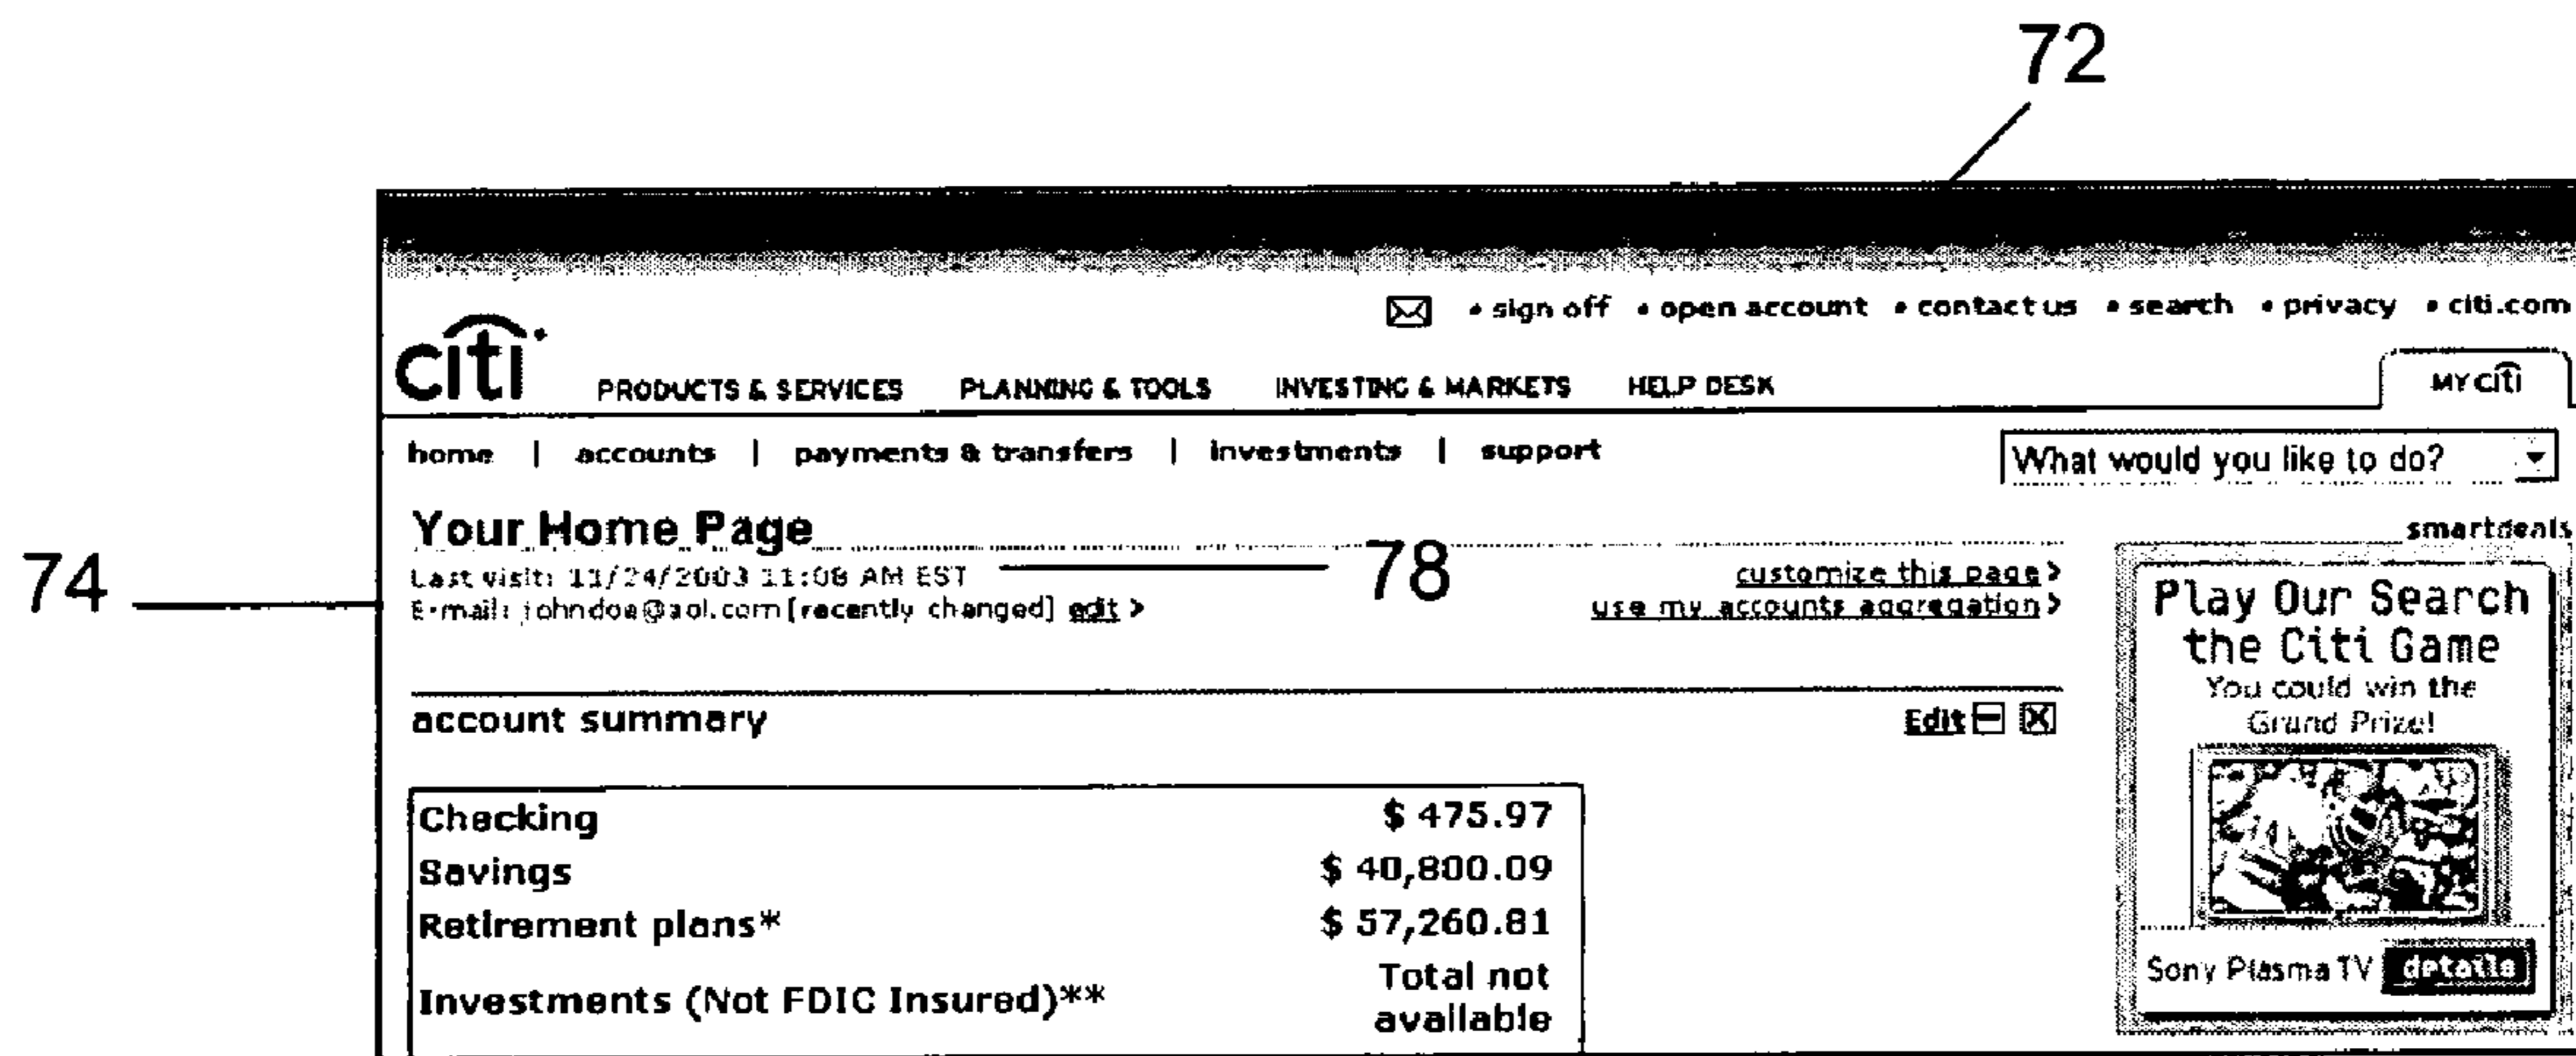 72
• sign off • open account • contact us • search • privacy • citi.com
citi
PRODUCTS & SERVICES PLANNING & TOOLS INVESTING & MARKETS HELP DESK MY citi
home | accounts | payments & transfers | investments | support What would you like to do?
Your Home Page
smartdeals
74
78
Last visit: 11/24/2003 11:08 AM EST customize this page >
E-mail: johndoe@aol.com [recently changed] edit > use my accounts aggregation >
Play Our Search
the Citi Game
You could win the
Grand Prize!
account summary Edit
Checking $ 475.97
Savings $ 40,800.09
Retirement plans* $ 57,260.81
Investments (Not FDIC Insured)** Total not
available
Sony Plasma TV details